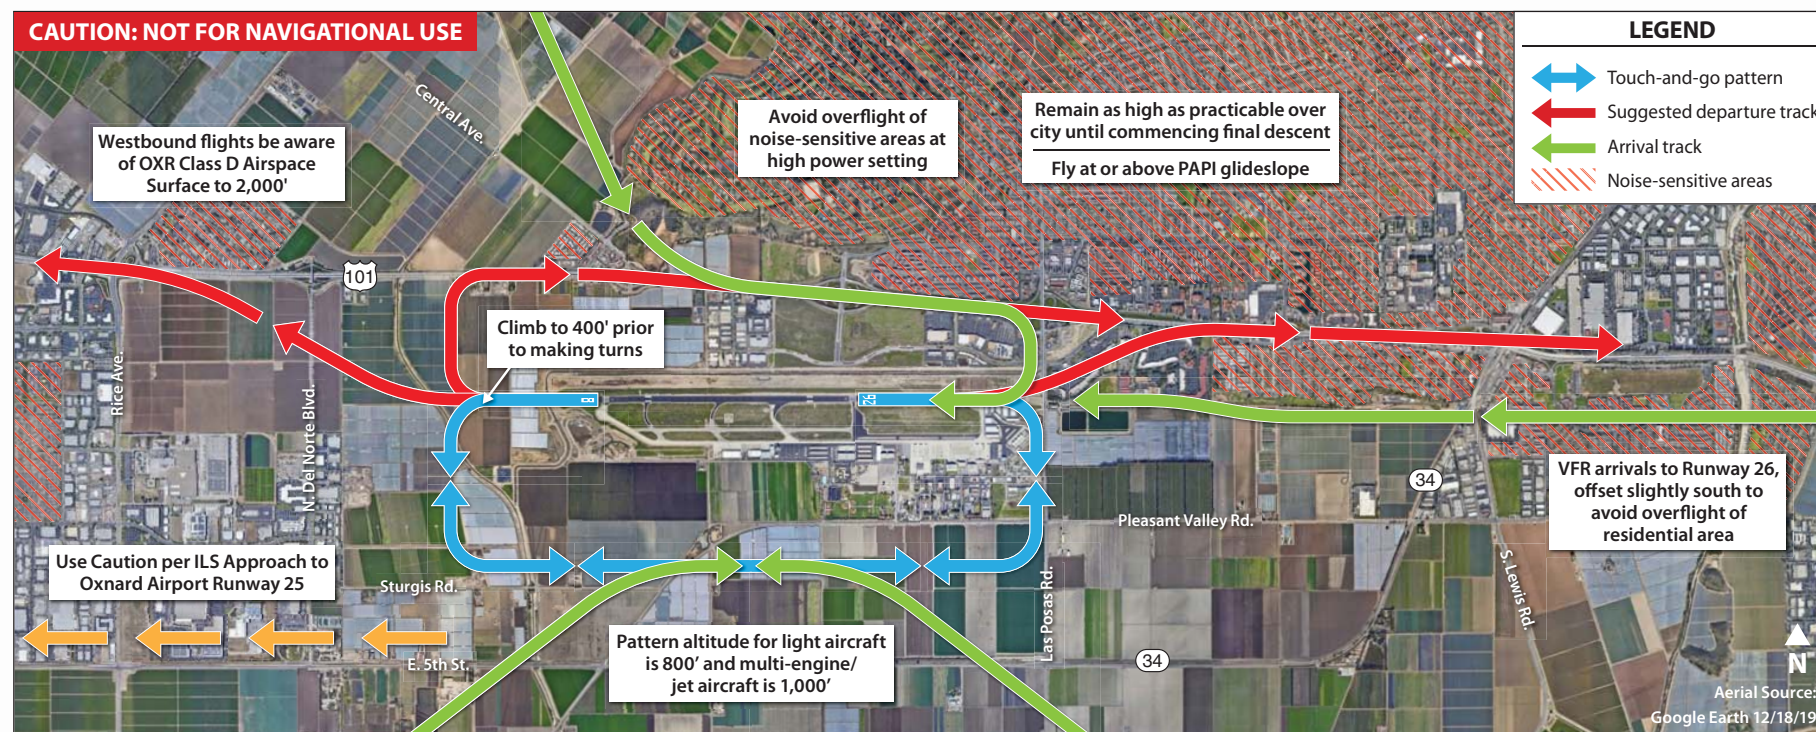 CAUTION: NOT FOR NAVIGATIONAL USE
LEGEND
Touch-and-go pattern
Suggested departure track
Arrival track
Noise-sensitive areas
Central Ave.
Avoid overflight of
noise-sensitive areas at
high power setting
Remain as high as practicable over
city until commencing final descent
Fly at or above PAPI glideslope
Westbound flights be aware
of OXR Class D Airspace
Surface to 2,000'
101
Climb to 400' prior
to making turns
Rice Ave.
N. Del Norte Blvd.
8
26
VFR arrivals to Runway 26,
offset slightly south to
avoid overflight of
residential area
34
Pleasant Valley Rd.
Use Caution per ILS Approach to
Oxnard Airport Runway 25
Sturgis Rd.
S. Lewis Rd.
Las Posas Rd.
Pattern altitude for light aircraft
is 800’ and multi-engine/
jet aircraft is 1,000’
E. 5th St.
34
N
Aerial Source:
Google Earth 12/18/19